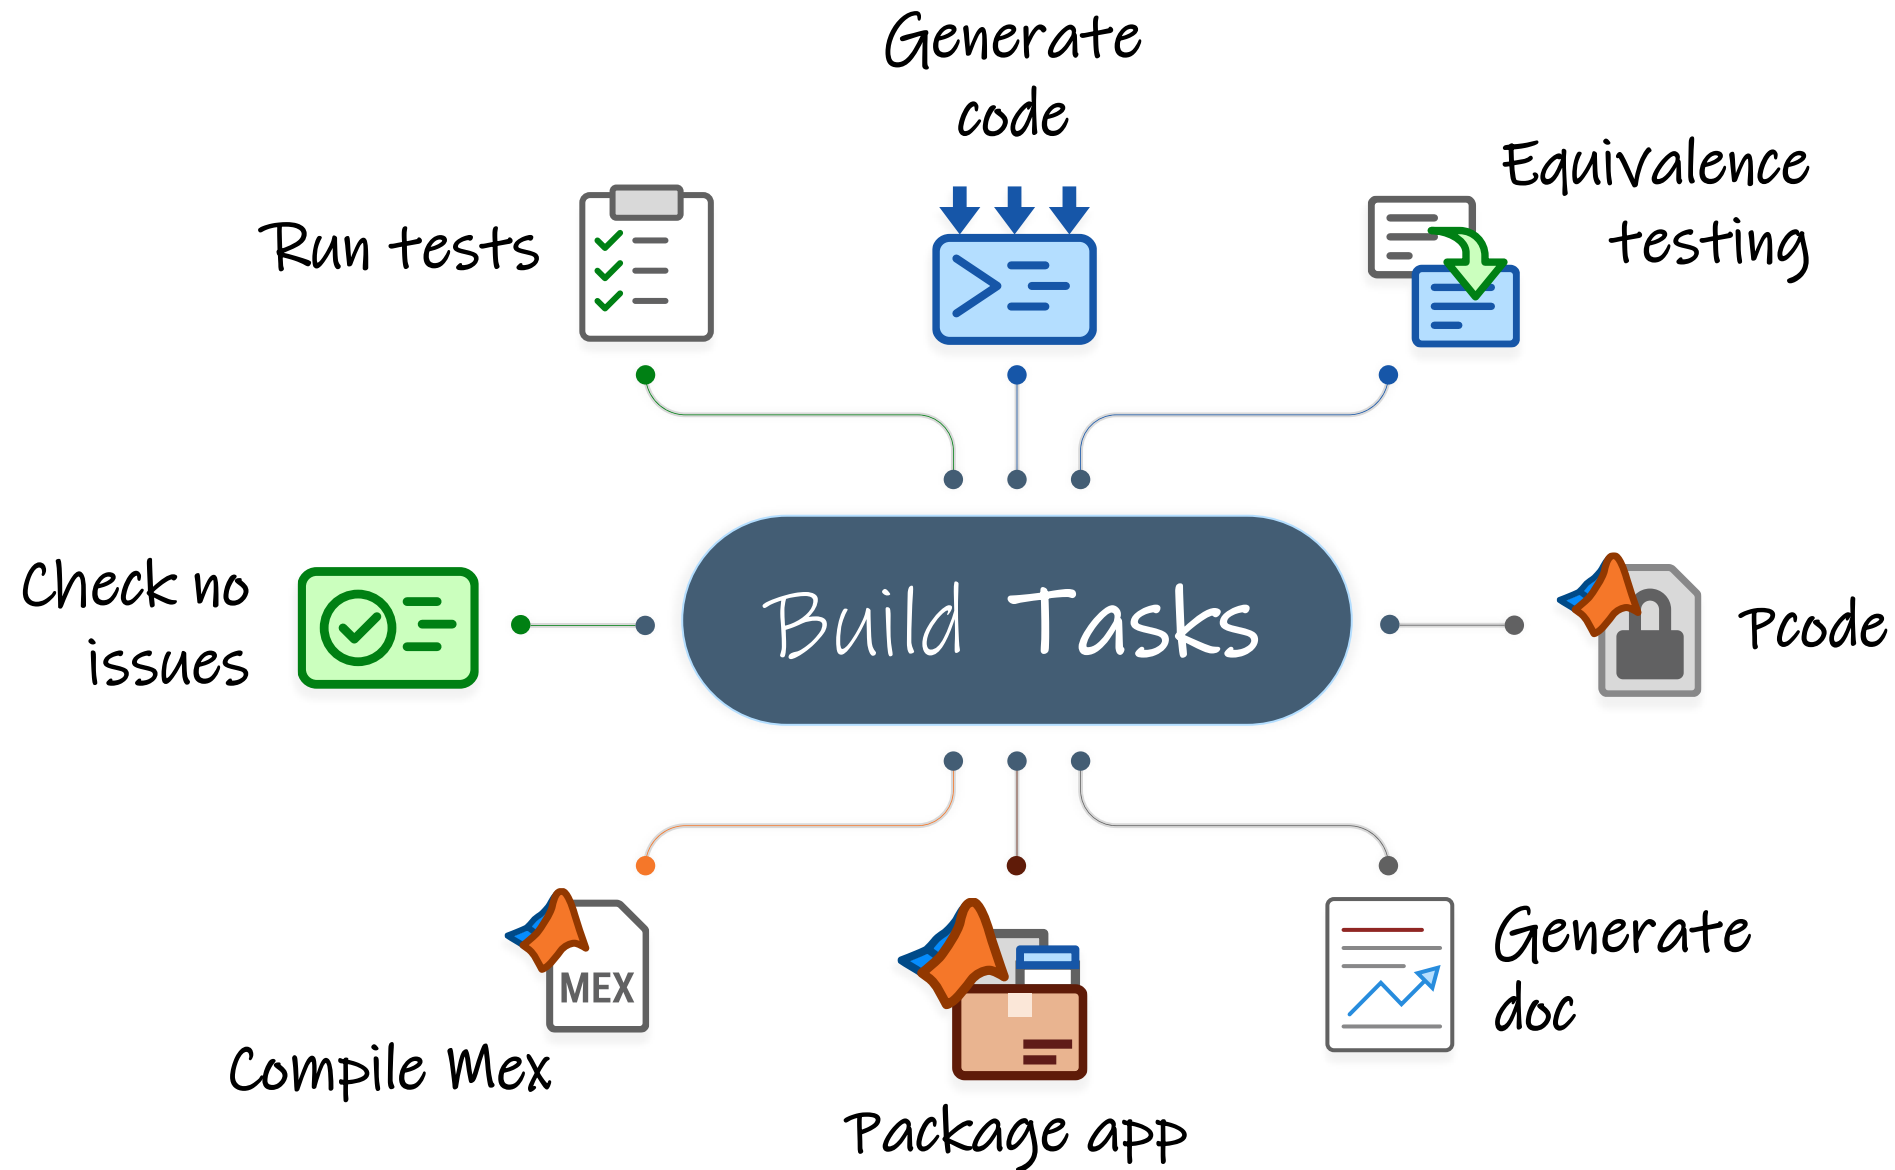 Generate
code
Equivalence
testing
Run tests
Check no
issues
Build Tasks
Pcode
MEX
Compile Mex
Package app
Generate
doc